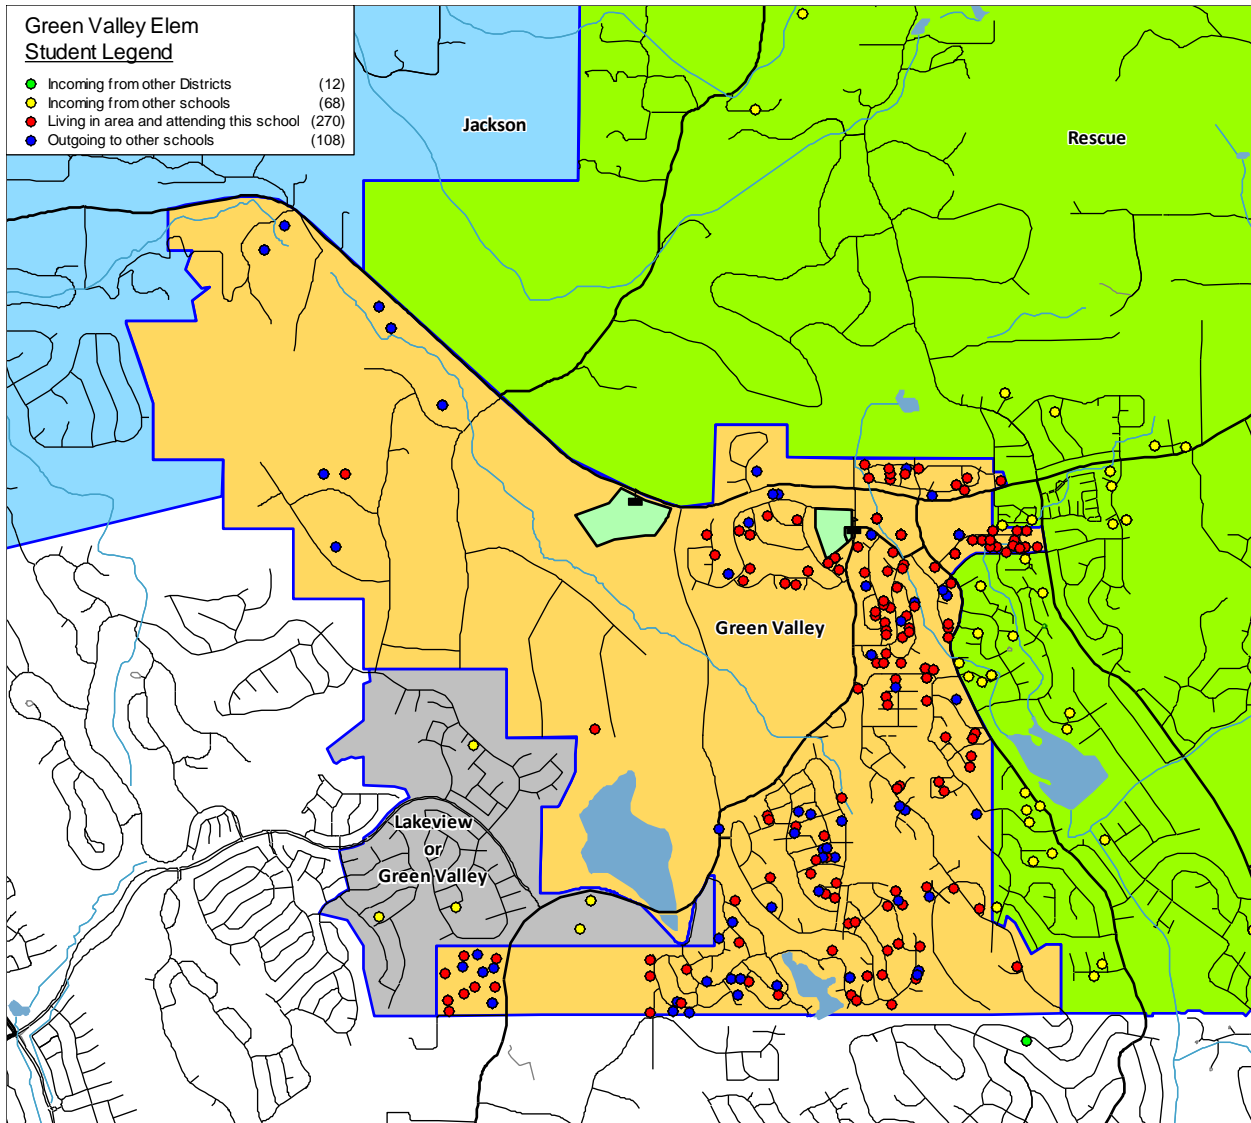 Green Valley Elem
Student Legend
Incoming from other Districts (12)
Incoming from other schools (68)
Living in area and attending this school (270)
Outgoing to other schools (108)
Jackson
Rescue
Green Valley
Lakeview
or
Green Valley